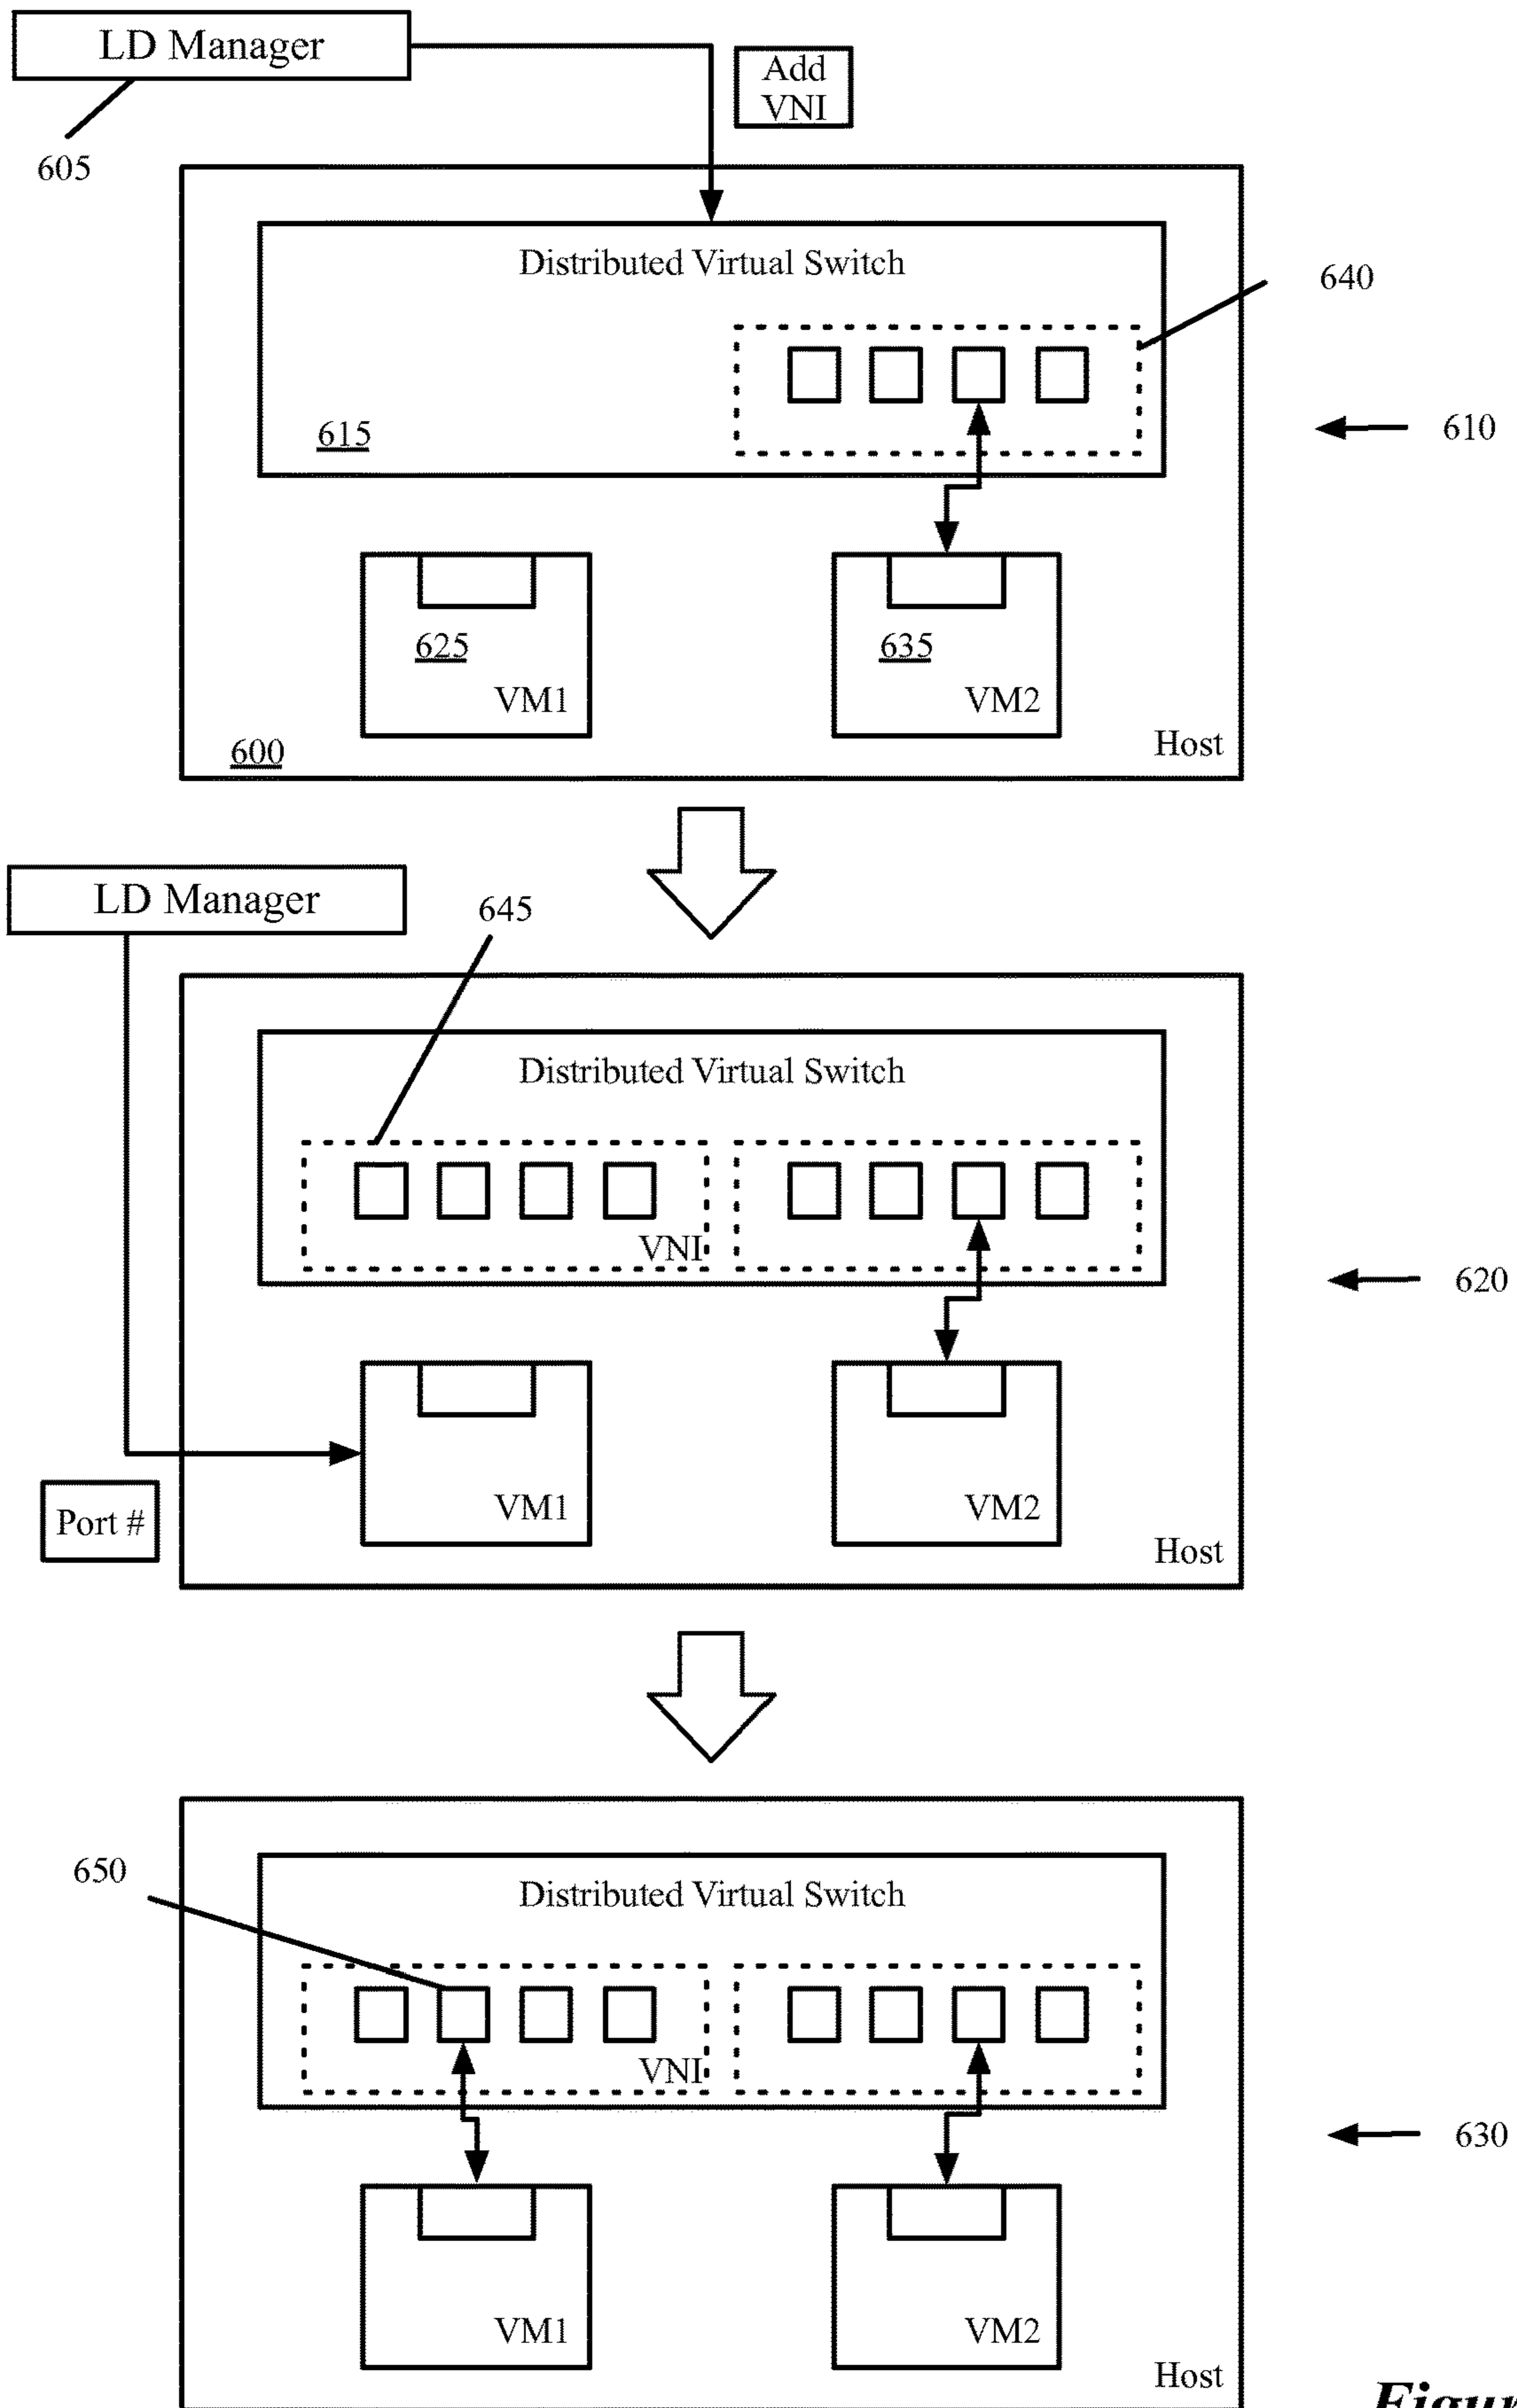 LD Manager
Add
VNI
605
Distributed Virtual Switch
640
615
610
625
635
VM1
VM2
600
Host
LD Manager
645
Distributed Virtual Switch
VNI
620
VM1
VM2
Port #
Host
650
Distributed Virtual Switch
VNI
630
VM1
VM2
Host